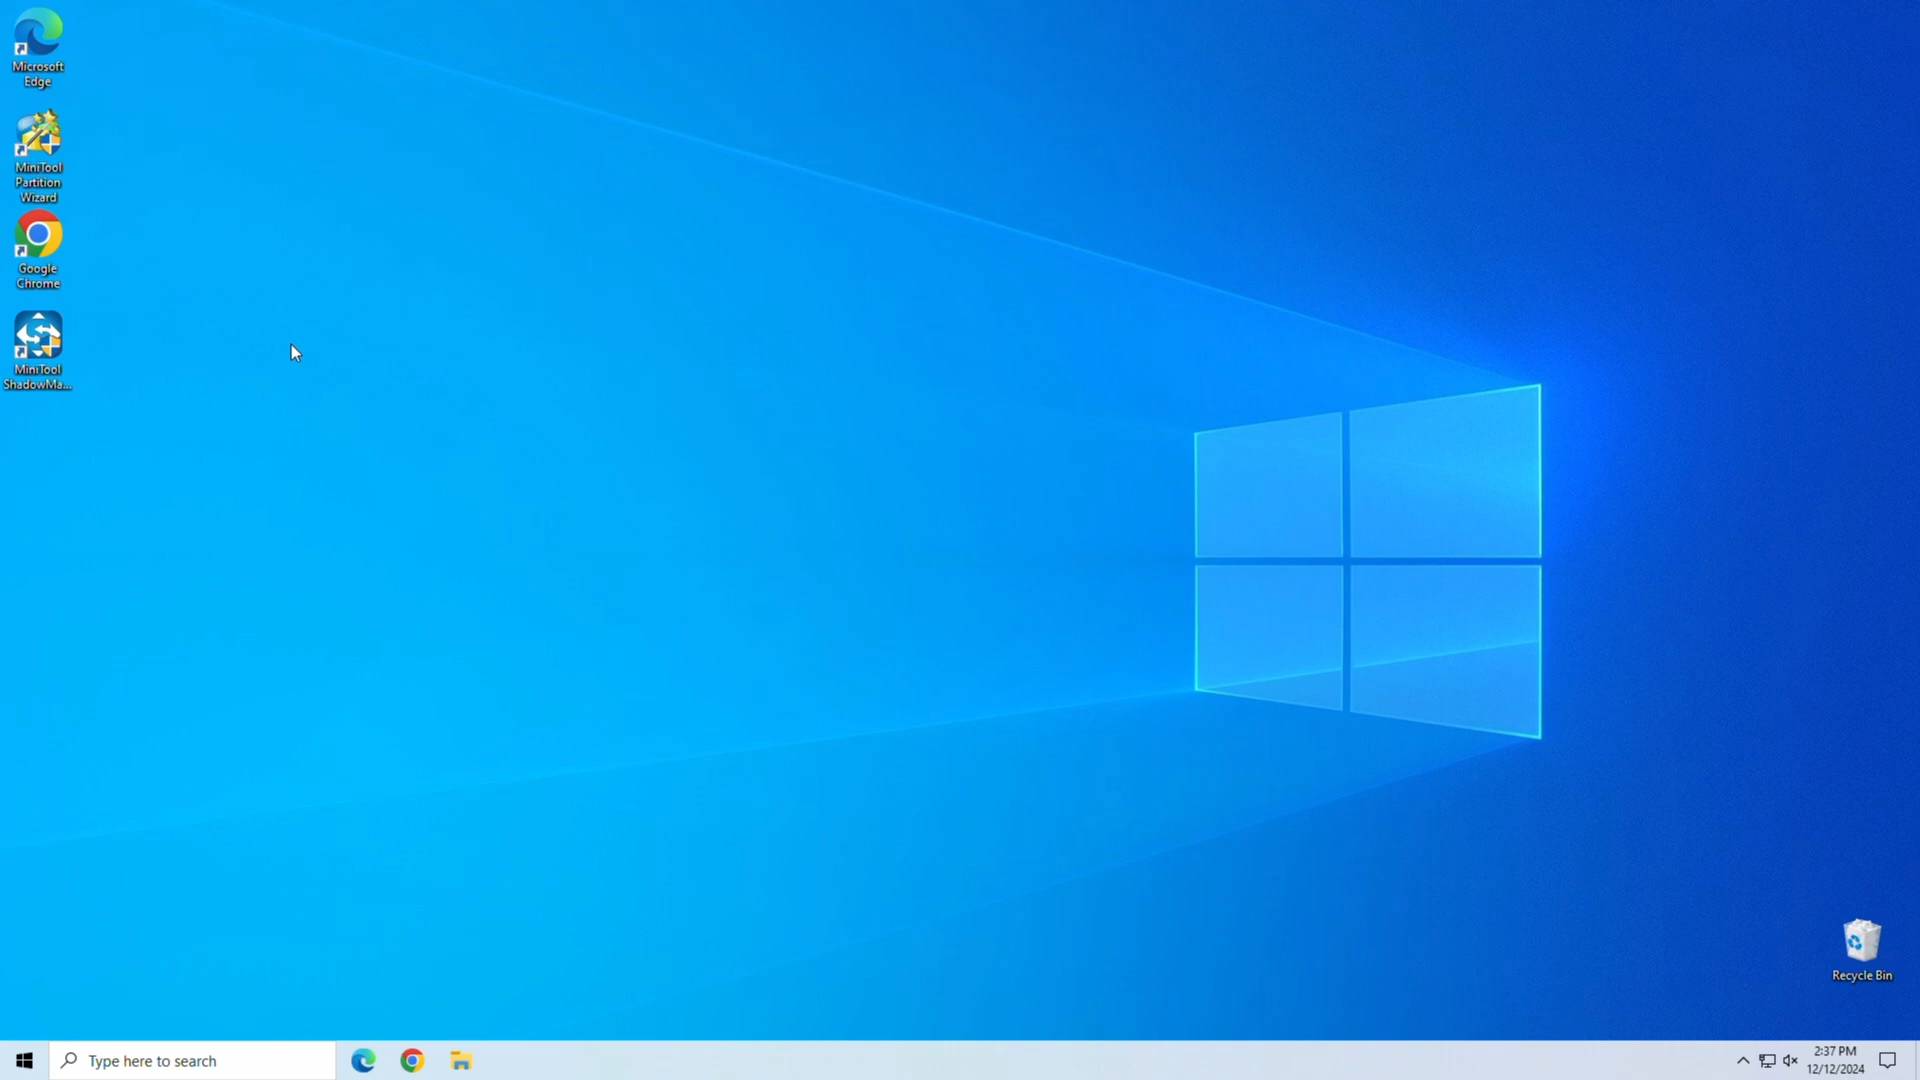 Microsoft
Edge
MiniTool
Partition
Wizard
Google
Chrome
MiniTool
ShadowMa...
Recycle Bin
Type here to search
2:37 PM
12/12/2024